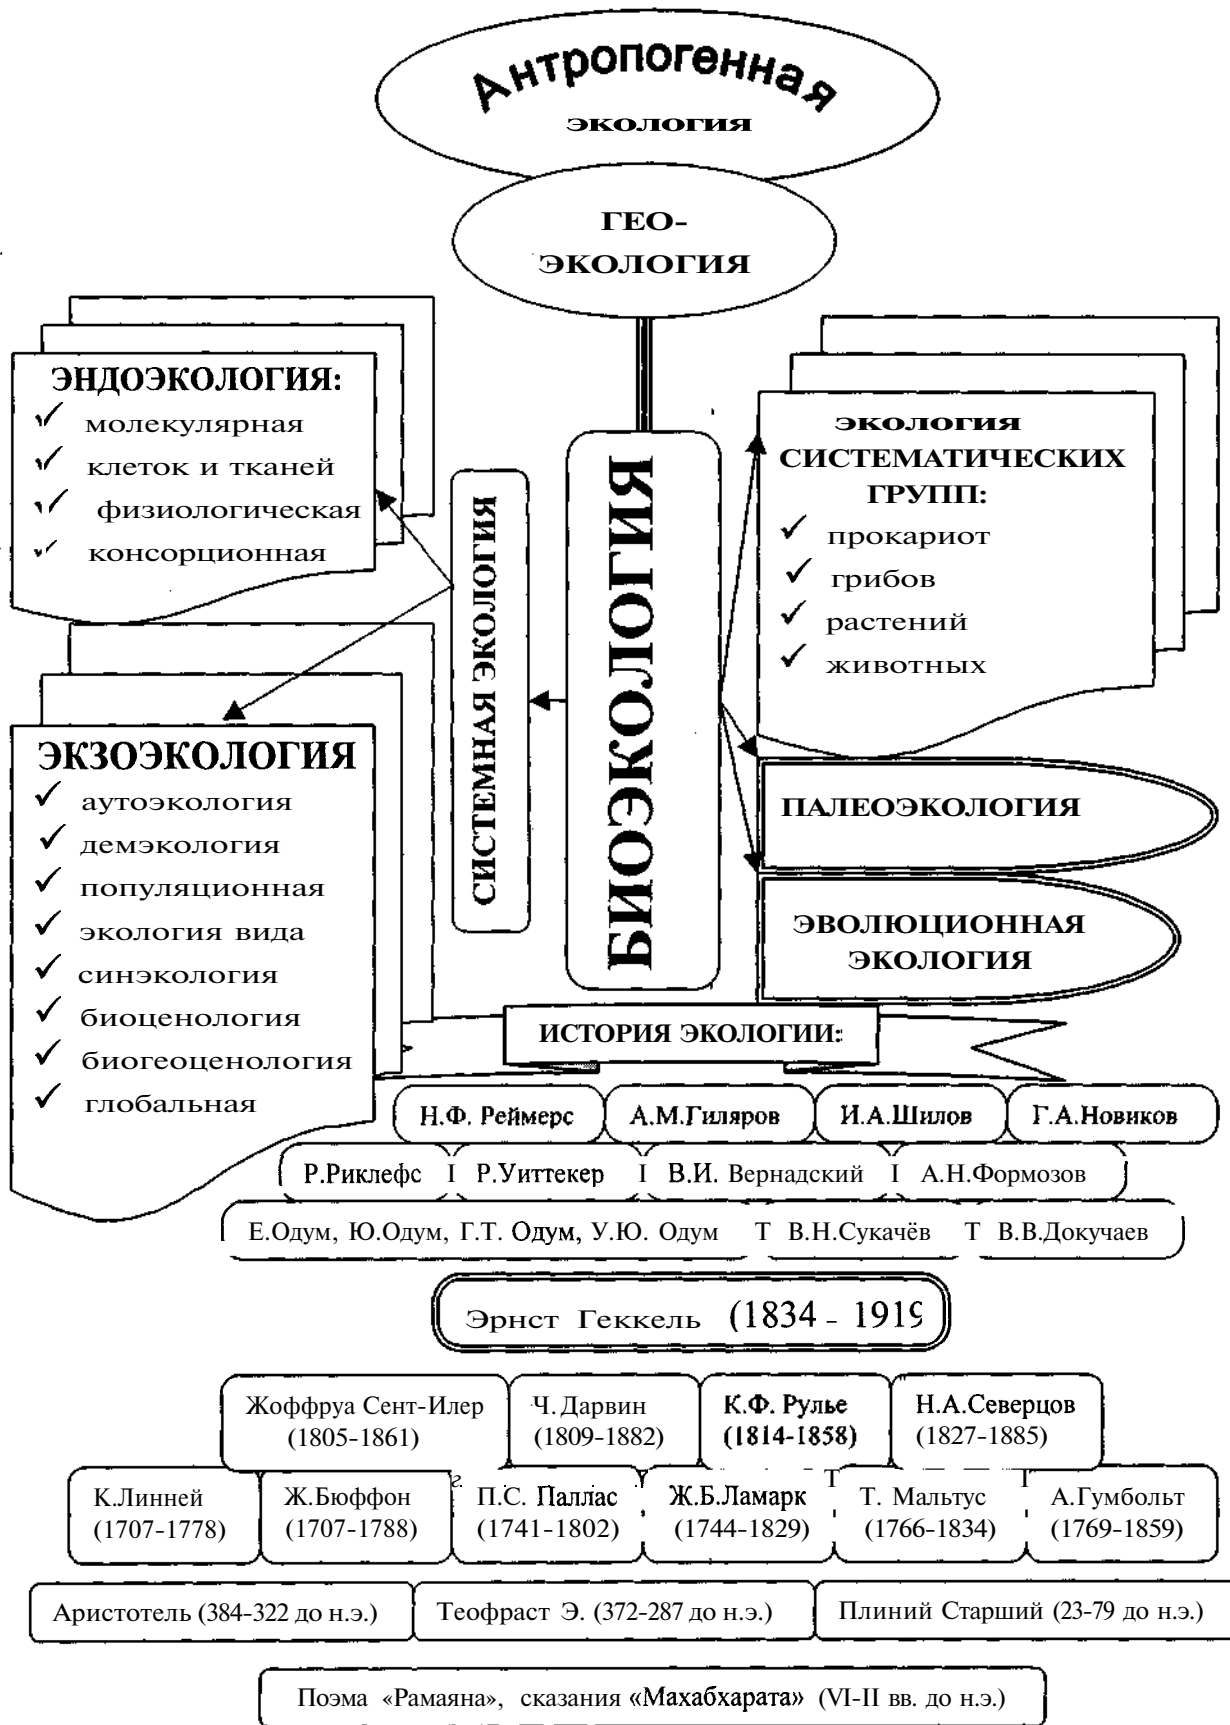 Антропогенная
экология
ГЕО-
ЭКОЛОГИЯ
ЭНДОЭКОЛОГИЯ:
✓ молекулярная
✓ клеток и тканей
✓ физиологическая
✓ консорционная
ЭКЗОЭКОЛОГИЯ
✓ аутоэкология
✓ демэкология
✓ популяционная
✓ экология вида
✓ синэкология
✓ биоценология
✓ биогеоценология
✓ глобальная
СИСТЕМНАЯ ЭКОЛОГИЯ
БИОЭКОЛОГИЯ
ЭКОЛОГИЯ
СИСТЕМАТИЧЕСКИХ
ГРУПП:
✓ прокариот
✓ грибов
✓ растений
✓ животных
ПАЛЕОЭКОЛОГИЯ
ЭВОЛЮЦИОННАЯ
ЭКОЛОГИЯ
ИСТОРИЯ ЭКОЛОГИИ:
Н.Ф. Реймерс А.М.Гиляров И.А.Шилов Г.А.Новиков
Р.Риклефс I Р.Уиттекер I В.И. Вернадский I А.Н.Формозов
Е.Одум, Ю.Одум, Г.Т. Одум, У.Ю. Одум Т В.Н.Сукачёв Т В.В.Докучаев
Эрнст Геккель (1834 - 1919
Жоффруа Сент-Илер
(1805-1861)
Ч.Дарвин
(1809-1882)
К.Ф. Рулье
(1814-1858)
Н.А.Северцов
(1827-1885)
К.Линней
(1707-1778)
Ж.Бюффон
(1707-1788)
П.С. Паллас
(1741-1802)
Ж.Б.Ламарк
(1744-1829)
Т. Мальтус
(1766-1834)
А.Гумбольт
(1769-1859)
Аристотель (384-322 до н.э.)
Теофраст Э. (372-287 до н.э.)
Плиний Старший (23-79 до н.э.)
Поэма «Рамаяна», сказания «Махабхарата» (VI-II вв. до н.э.)